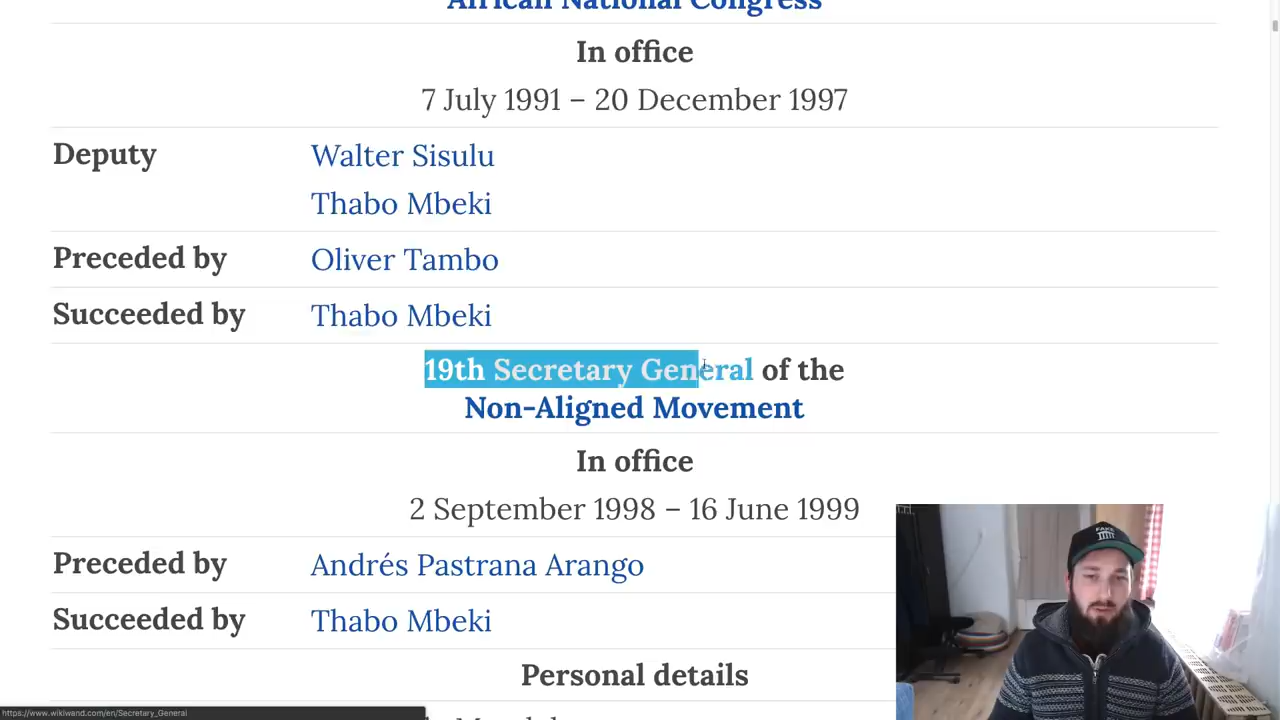 African National Congress
In office
7 July 1991 – 20 December 1997
Deputy
Walter Sisulu
Thabo Mbeki
Preceded by
Oliver Tambo
Succeeded by
Thabo Mbeki
19th Secretary General of the
Non-Aligned Movement
In office
2 September 1998 – 16 June 1999
Preceded by
Andrés Pastrana Arango
Succeeded by
Thabo Mbeki
Personal details
https://www.wikiwand.com/en/Secretary_General
FAKE